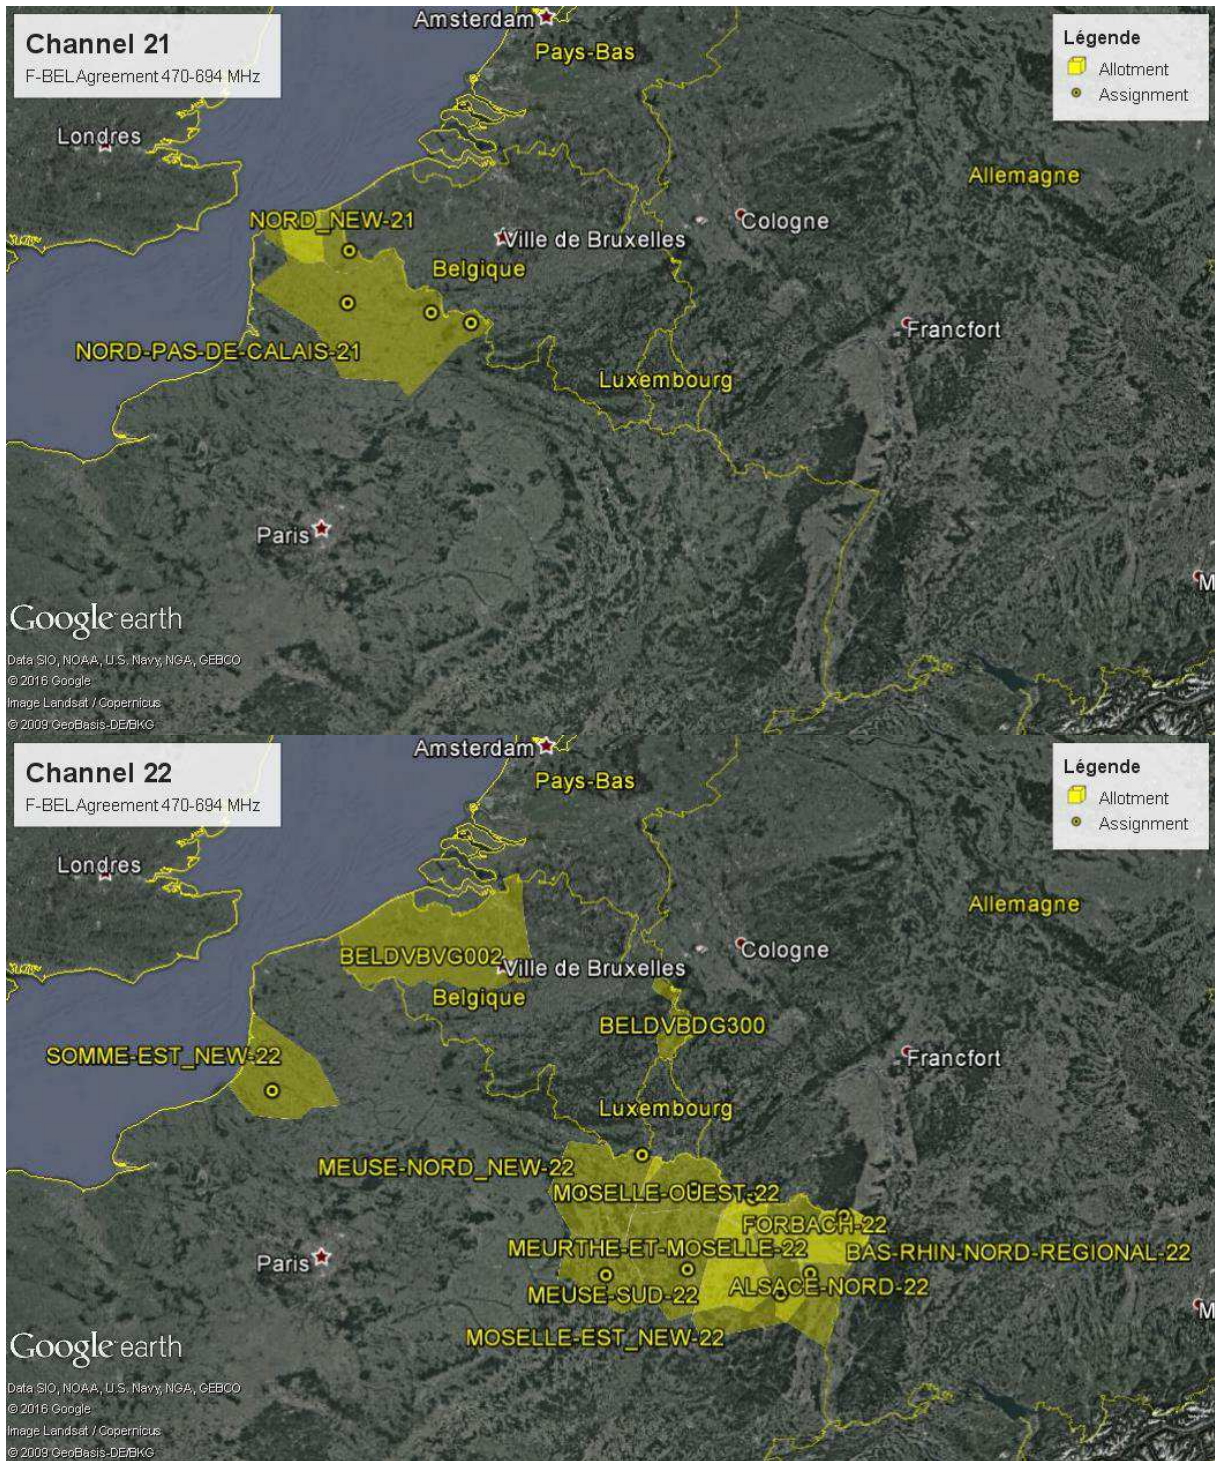 Channel 21
F-BEL Agreement 470-694 MHz
Légende
Allotment
Assignment
Amsterdam
Pays-Bas
Londres
Allemagne
NORD_NEW-21
Cologne
Ville de Bruxelles
Belgique
Francfort
NORD-PAS-DE-CALAIS-21
Luxembourg
Paris
M
Google earth
Data SIO, NOAA, U.S. Navy, NGA, GEBCO
© 2016 Google
Image Landsat / Copernicus
© 2009 GeoBasis-DE/BKG
Channel 22
F-BEL Agreement 470-694 MHz
Légende
Allotment
Assignment
Amsterdam
Pays-Bas
Londres
Allemagne
Cologne
BELDVBVG002
Ville de Bruxelles
Belgique
BELDVBDG300
SOMME-EST_NEW-22
Francfort
Luxembourg
MEUSE-NORD_NEW-22
MOSELLE-OUEST-22
FORBACH-22
MEURTHE-ET-MOSELLE-22
BAS-RHIN-NORD-REGIONAL-22
Paris
ALSACE-NORD-22
MEUSE-SUD-22
M
MOSELLE-EST_NEW-22
Google earth
Data SIO, NOAA, U.S. Navy, NGA, GEBCO
© 2016 Google
Image Landsat / Copernicus
© 2009 GeoBasis-DE/BKG